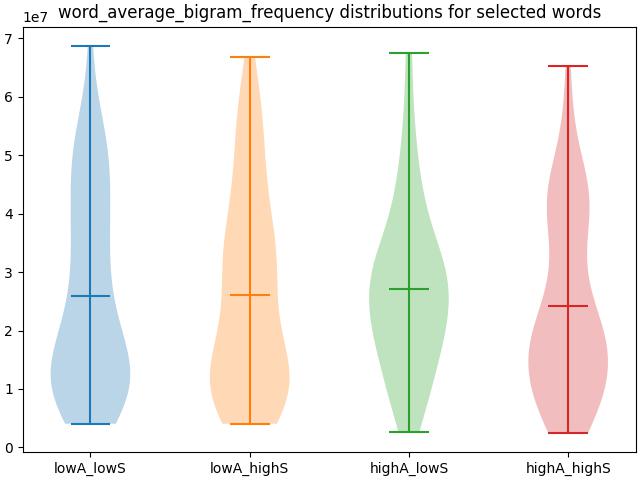 word_average_bigram_frequency distributions for selected words
1e7
7
6
5
4
3
2
1
0
lowA_lowS lowA_highS highA_lowS highA_highS